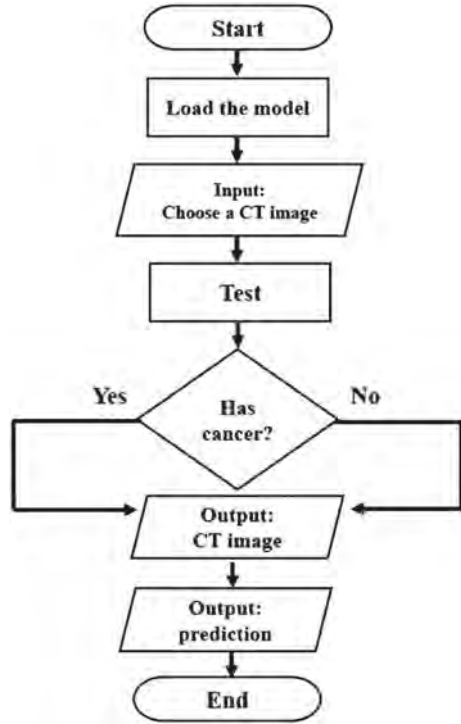 Start
Load the model
Input:
Choose a CT image
Test
Yes
No
Has
cancer?
Output:
CT image
Output:
prediction
End